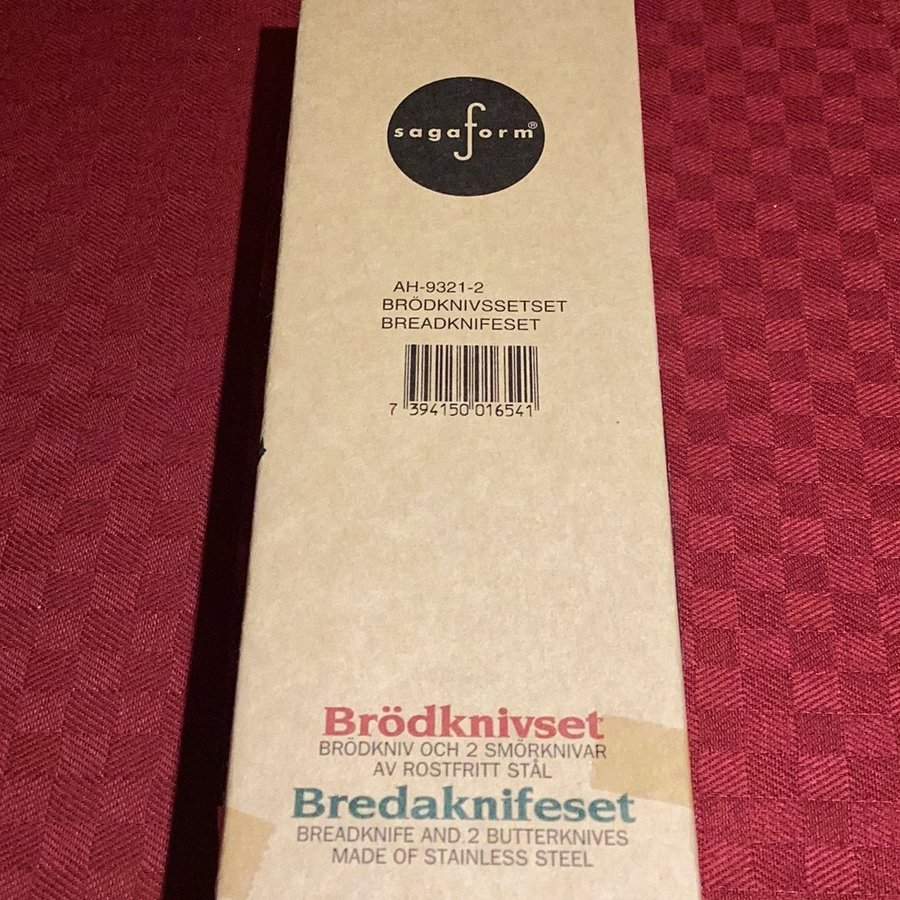 sagaform®
AH-9321-2
BRÖDKNIVSSETSET
BREADKNIFESET
7 394150 016541
Brödknivset
BRÖDKNIV OCH 2 SMÖRKNIVAR
AV ROSTFRITT STÅL
Bredaknifeset
BREADKNIFE AND 2 BUTTERKNIVES
MADE OF STAINLESS STEEL